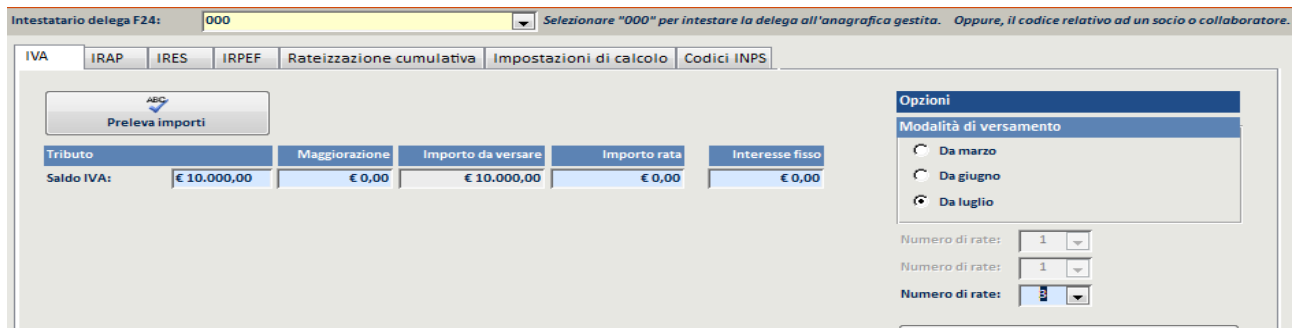 Intestatario delega F24: 000 Selezionare "000" per intestare la delega all'anagrafica gestita. Oppure, il codice relativo ad un socio o collaboratore.
IVA IRAP IRES IRPEF Rateizzazione cumulativa Impostazioni di calcolo Codici INPS
ABC
Preleva importi
Tributo Maggiorazione Importo da versare Importo rata Interesse fisso
Saldo IVA: € 10.000,00 € 0,00 € 10.000,00 € 0,00 € 0,00
Opzioni
Modalità di versamento
Da marzo
Da giugno
Da luglio
Numero di rate: 1
Numero di rate: 1
Numero di rate: 3